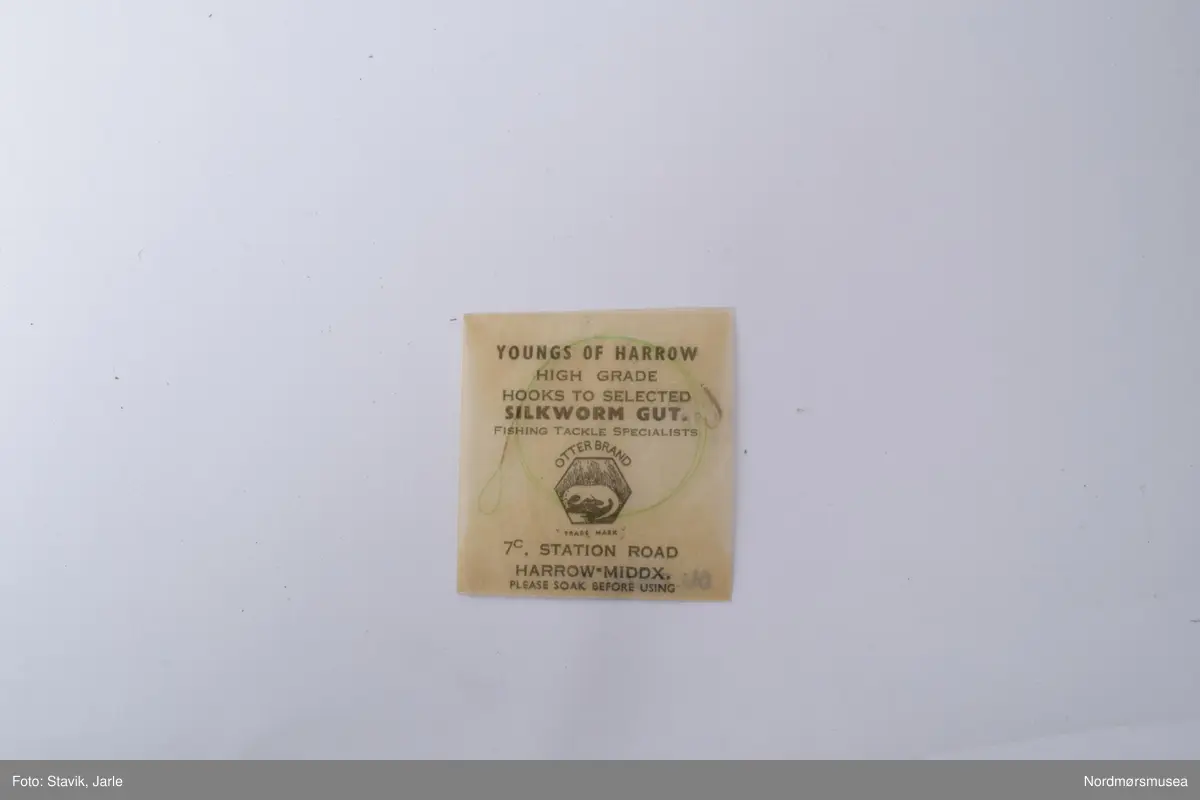 YOUNGS OF HARROW
HIGH GRADE
HOOKS TO SELECTED
SILKWORM GUT.
FISHING TACKLE SPECIALISTS
OTTER BRAND
TRADE MARK
7C. STATION ROAD
HARROW-MIDDX.
PLEASE SOAK BEFORE USING
Foto: Stavik, Jarle
Nordmørsmusea